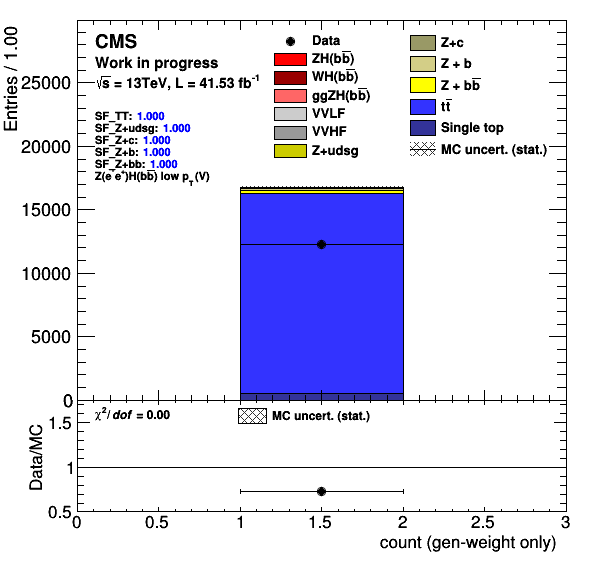 CMS
Work in progress
√s = 13TeV, L = 41.53 fb⁻¹
SF_TT: 1.000
SF_Z+udsg: 1.000
SF_Z+c: 1.000
SF_Z+b: 1.000
SF_Z+bb: 1.000
Z(e⁻e⁺)H(bb̅) low p_T(V)
Data
ZH(bb̅)
WH(bb̅)
ggZH(bb̅)
VVLF
VVHF
Z+udsg
Z+c
Z + b
Z + bb̅
tt̅
Single top
MC uncert. (stat.)
Entries / 1.00
25000
20000
15000
10000
5000
0
χ²/dof = 0.00
MC uncert. (stat.)
Data/MC
1.5
1
0.5
0 0.5 1 1.5 2 2.5 3
count (gen-weight only)